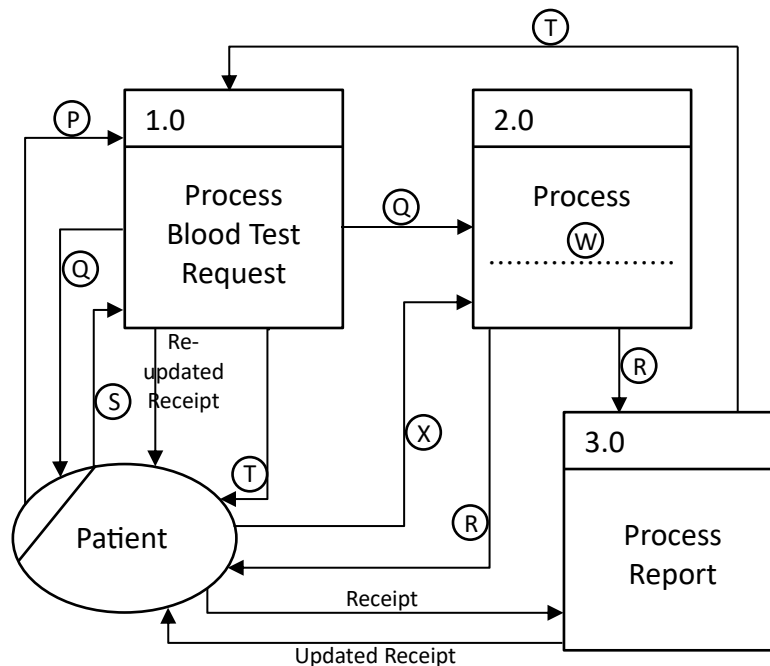 T
P
1.0
2.0
Process
Blood Test
Request
Process
W
Q
Q
Re-
updated
Receipt
S
R
X
T
3.0
R
Patient
Process
Report
Receipt
Updated Receipt